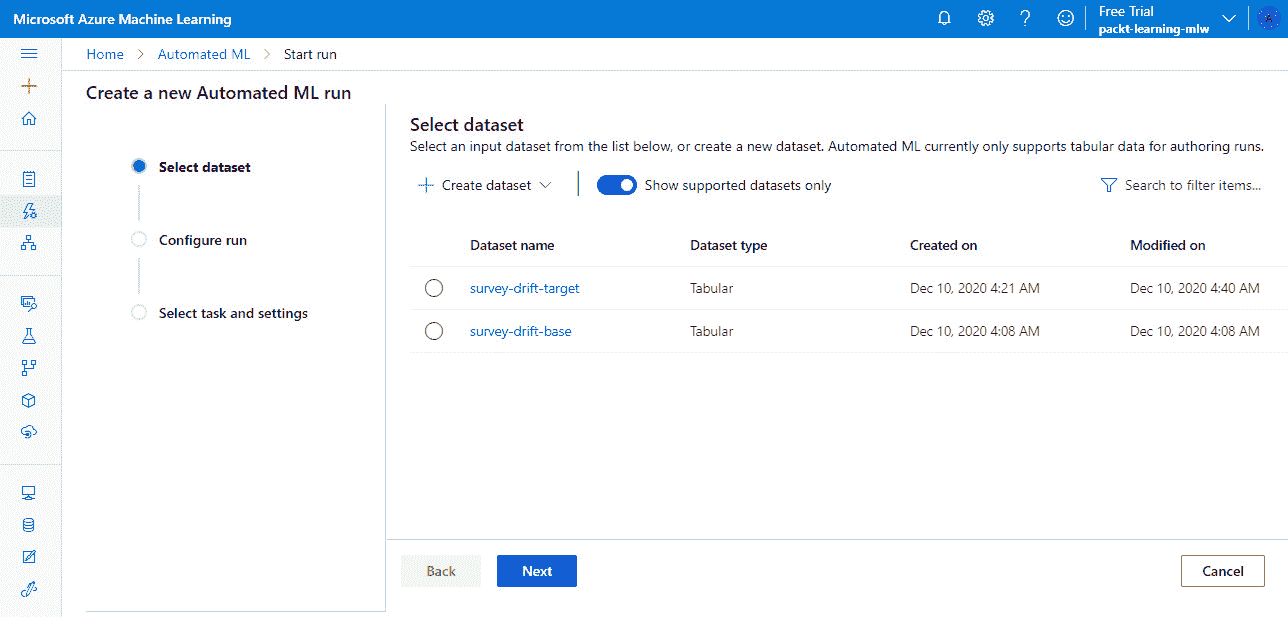 Microsoft Azure Machine Learning
Free Trial
packt-learning-mlw
A
Home > Automated ML > Start run
Create a new Automated ML run
Select dataset
Configure run
Select task and settings
Select dataset
Select an input dataset from the list below, or create a new dataset. Automated ML currently only supports tabular data for authoring runs.
Create dataset
Show supported datasets only
Search to filter items...
Dataset name Dataset type Created on Modified on
survey-drift-target Tabular Dec 10, 2020 4:21 AM Dec 10, 2020 4:40 AM
survey-drift-base Tabular Dec 10, 2020 4:08 AM Dec 10, 2020 4:08 AM
Back Next Cancel